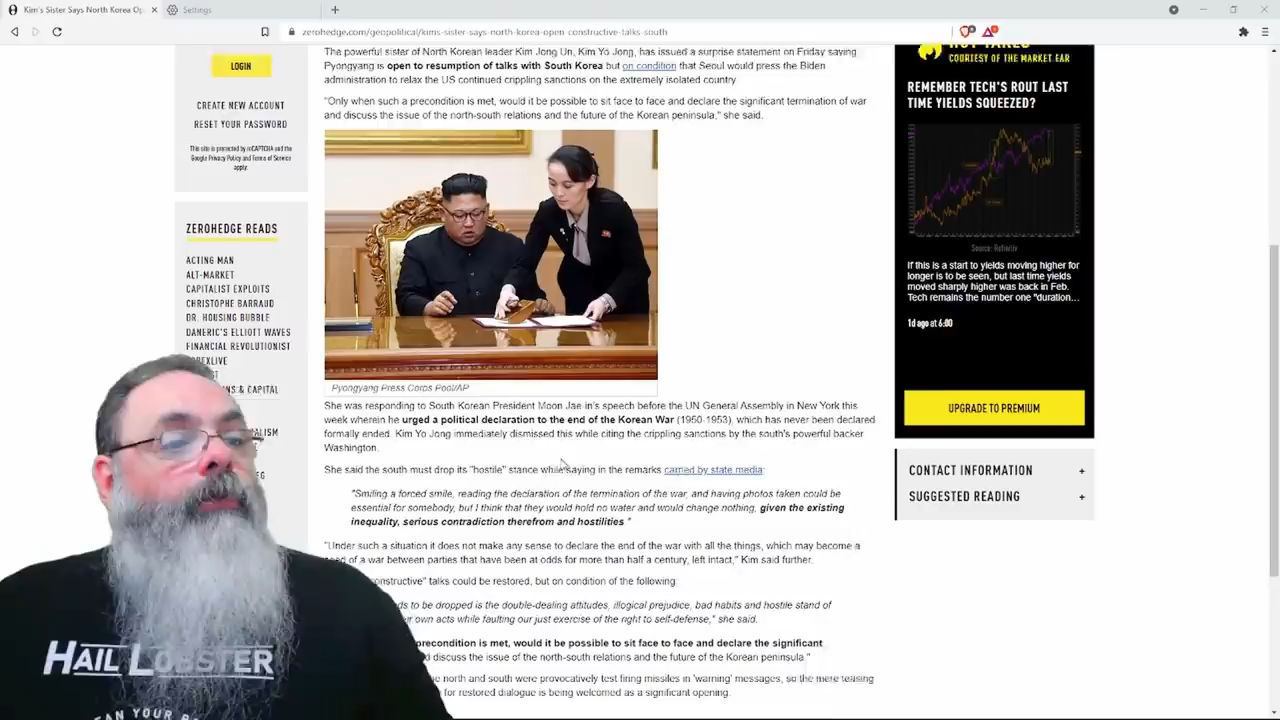 Kim's Sister Says North Korea Op
Settings
zerohedge.com/geopolitical/kims-sister-says-north-korea-open-constructive-talks-south
LOGIN
CREATE NEW ACCOUNT
RESET YOUR PASSWORD
This site is protected by reCAPTCHA and the
Google Privacy Policy and Terms of Service
apply.
ZEROHEDGE READS
ACTING MAN
ALT-MARKET
CAPITALIST EXPLOITS
CHRISTOPHE BARRAUD
DR. HOUSING BUBBLE
DANERIC'S ELLIOTT WAVES
FINANCIAL REVOLUTIONIST
& CAPITAL
The powerful sister of North Korean leader Kim Jong Un, Kim Yo Jong, has issued a surprise statement on Friday saying
Pyongyang is open to resumption of talks with South Korea but on condition that Seoul would press the Biden
administration to relax the US continued crippling sanctions on the extremely isolated country
"Only when such a precondition is met, would it be possible to sit face to face and declare the significant termination of war
and discuss the issue of the north-south relations and the future of the Korean peninsula," she said.
Pyongyang Press Corps Pool/AP
She was responding to South Korean President Moon Jae-in's speech before the UN General Assembly in New York this
week wherein he urged a political declaration to the end of the Korean War (1950-1953), which has never been declared
formally ended. Kim Yo Jong immediately dismissed this while citing the crippling sanctions by the south's powerful backer
Washington.
She said the south must drop its "hostile" stance while saying in the remarks carried by state media:
"Smiling a forced smile, reading the declaration of the termination of the war, and having photos taken could be
essential for somebody, but I think that they would hold no water and would change nothing, given the existing
inequality, serious contradiction therefrom and hostilities "
"Under such a situation it does not make any sense to declare the end of the war with all the things, which may become a
of a war between parties that have been at odds for more than half a century, left intact," Kim said further.
constructive" talks could be restored, but on condition of the following:
to be dropped is the double-dealing attitudes, illogical prejudice, bad habits and hostile stand of
own acts while faulting our just exercise of the right to self-defense," she said.
precondition is met, would it be possible to sit face to face and declare the significant
discuss the issue of the north-south relations and the future of the Korean peninsula."
north and south were provocatively test firing missiles in 'warning' messages, so the mere teasing
for restored dialogue is being welcomed as a significant opening.
COURTESY OF THE MARKET EAR
REMEMBER TECH'S ROUT LAST
TIME YIELDS SQUEEZED?
Source: Refinitiv
If this is a start to yields moving higher for
longer is to be seen, but last time yields
moved sharply higher was back in Feb.
Tech remains the number one "duration...
1d ago at 6:00
UPGRADE TO PREMIUM
CONTACT INFORMATION +
SUGGESTED READING +
HAIL LOBSTER
YOUR